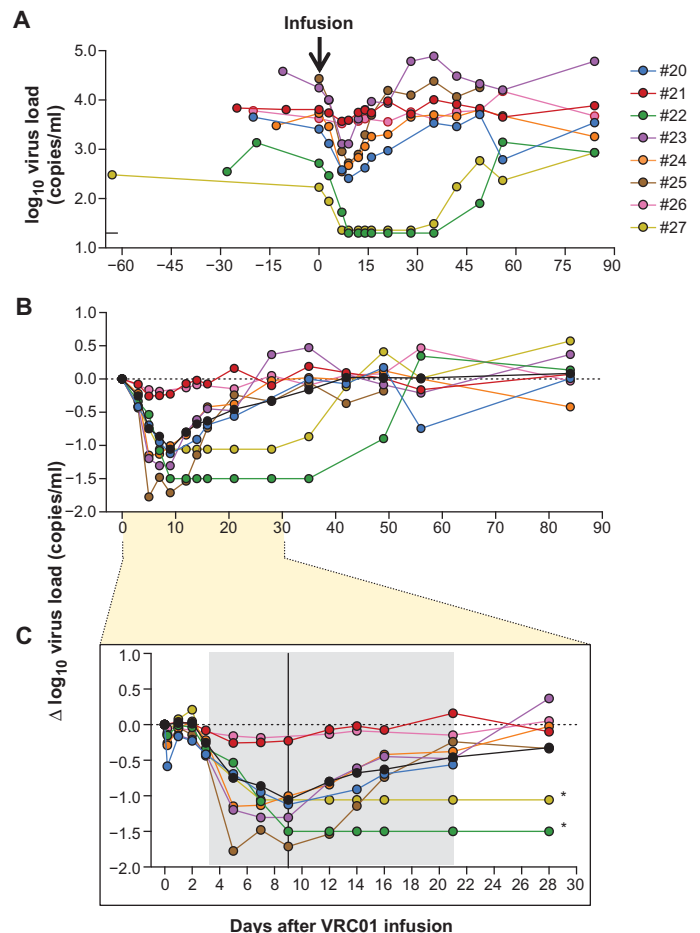 A
Infusion
log10 virus load
(copies/ml)
5.0
4.0
3.0
2.0
1.0
−60 −45 −30 −15 0 15 30 45 60 75 90
#20
#21
#22
#23
#24
#25
#26
#27
B
Δ log10 virus load (copies/ml)
1.0
0.5
0.0
−0.5
−1.0
−1.5
−2.0
0 10 20 30 40 50 60 70 80 90
C
1.0
0.5
0.0
−0.5
−1.0
−1.5
−2.0
*
*
0 2 4 6 8 10 12 14 16 18 20 22 24 26 28 30
Days after VRC01 infusion